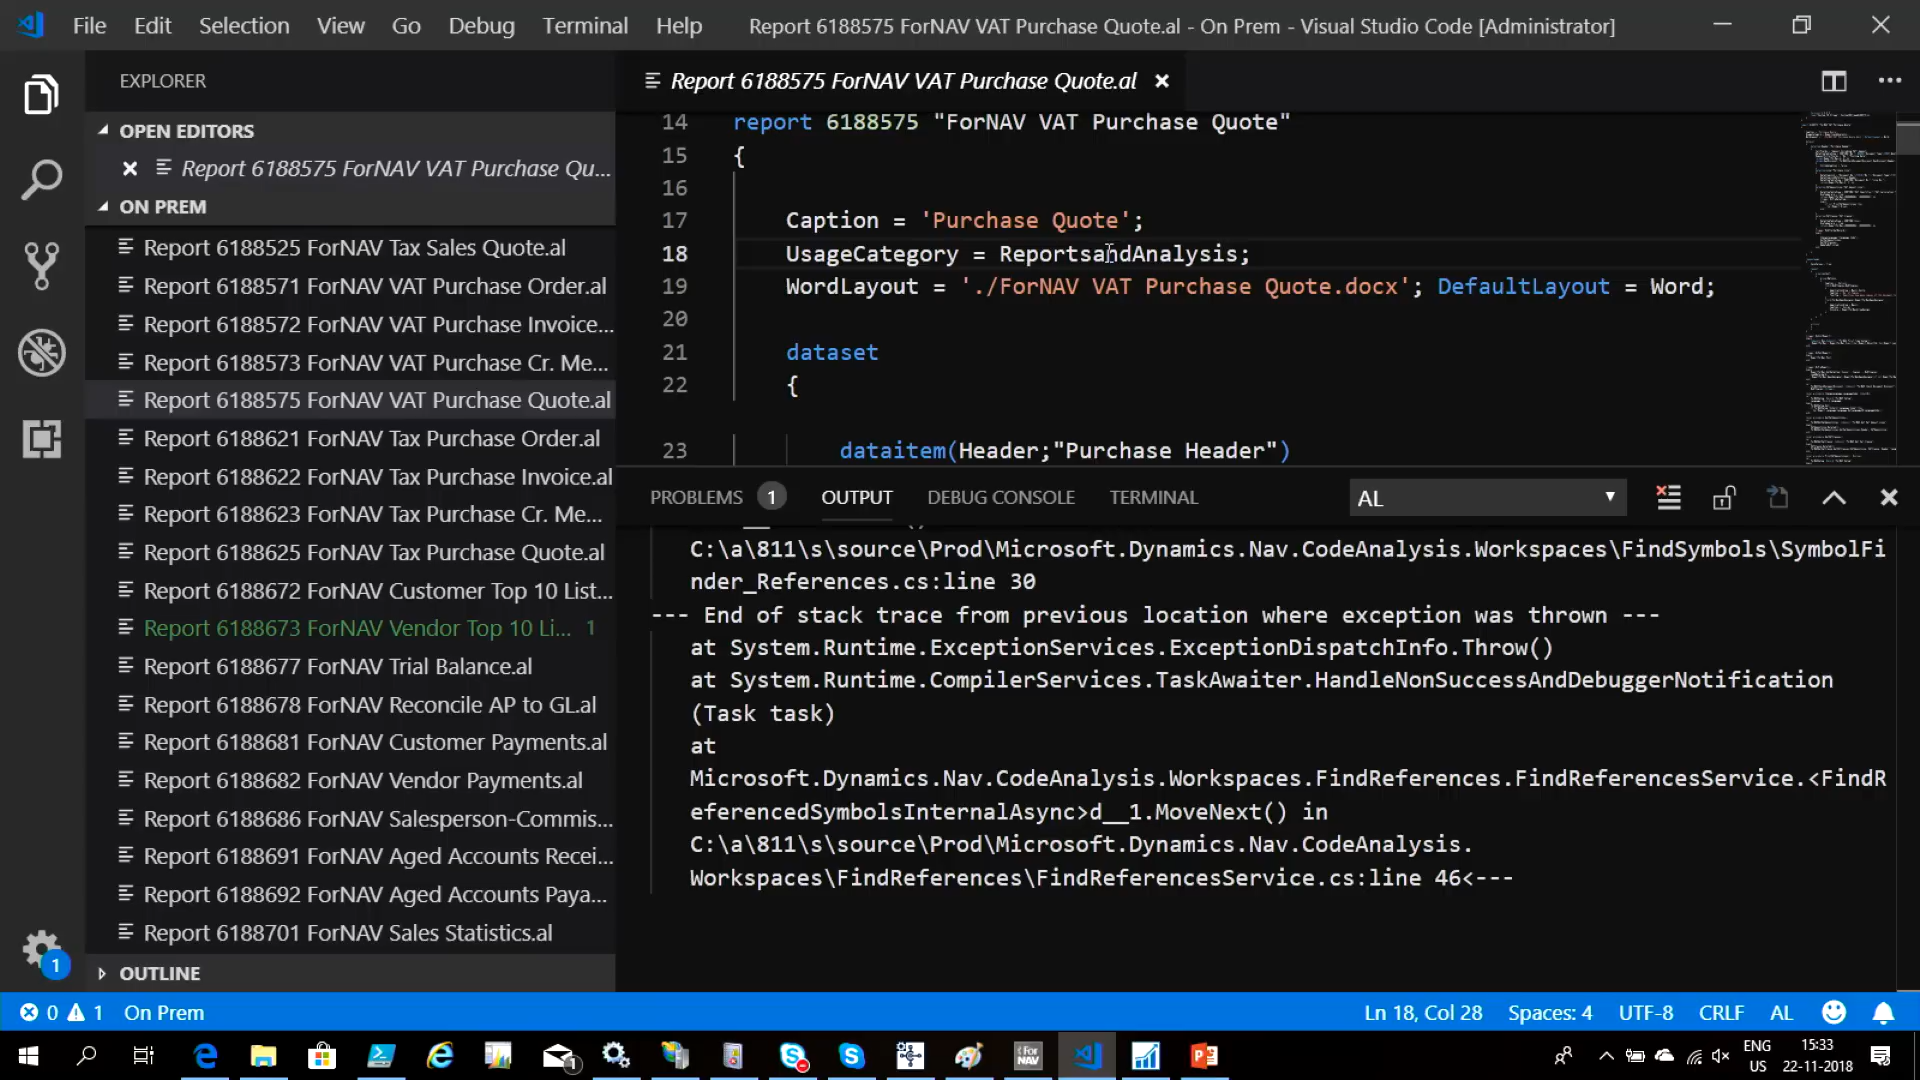 File Edit Selection View Go Debug Terminal Help
Report 6188575 ForNAV VAT Purchase Quote.al - On Prem - Visual Studio Code [Administrator]
EXPLORER
OPEN EDITORS
Report 6188575 ForNAV VAT Purchase Qu...
ON PREM
Report 6188525 ForNAV Tax Sales Quote.al
Report 6188571 ForNAV VAT Purchase Order.al
Report 6188572 ForNAV VAT Purchase Invoice...
Report 6188573 ForNAV VAT Purchase Cr. Me...
Report 6188575 ForNAV VAT Purchase Quote.al
Report 6188621 ForNAV Tax Purchase Order.al
Report 6188622 ForNAV Tax Purchase Invoice.al
Report 6188623 ForNAV Tax Purchase Cr. Me...
Report 6188625 ForNAV Tax Purchase Quote.al
Report 6188672 ForNAV Customer Top 10 List...
Report 6188673 ForNAV Vendor Top 10 Li... 1
Report 6188677 ForNAV Trial Balance.al
Report 6188678 ForNAV Reconcile AP to GL.al
Report 6188681 ForNAV Customer Payments.al
Report 6188682 ForNAV Vendor Payments.al
Report 6188686 ForNAV Salesperson-Commis...
Report 6188691 ForNAV Aged Accounts Recei...
Report 6188692 ForNAV Aged Accounts Paya...
Report 6188701 ForNAV Sales Statistics.al
OUTLINE
1
Report 6188575 ForNAV VAT Purchase Quote.al
14 report 6188575 "ForNAV VAT Purchase Quote"
15 {
16
17 Caption = 'Purchase Quote';
18 UsageCategory = ReportsandAnalysis;
19 WordLayout = './ForNAV VAT Purchase Quote.docx'; DefaultLayout = Word;
20
21 dataset
22 {
23 dataitem(Header;"Purchase Header")
PROBLEMS 1 OUTPUT DEBUG CONSOLE TERMINAL AL
C:\a\811\s\source\Prod\Microsoft.Dynamics.Nav.CodeAnalysis.Workspaces\FindSymbols\SymbolFi
nder_References.cs:line 30
--- End of stack trace from previous location where exception was thrown ---
at System.Runtime.ExceptionServices.ExceptionDispatchInfo.Throw()
at System.Runtime.CompilerServices.TaskAwaiter.HandleNonSuccessAndDebuggerNotification
(Task task)
at
Microsoft.Dynamics.Nav.CodeAnalysis.Workspaces.FindReferences.FindReferencesService.<FindR
eferencedSymbolsInternalAsync>d__1.MoveNext() in
C:\a\811\s\source\Prod\Microsoft.Dynamics.Nav.CodeAnalysis.
Workspaces\FindReferences\FindReferencesService.cs:line 46<---
0 1 On Prem Ln 18, Col 28 Spaces: 4 UTF-8 CRLF AL
1 for NAV ENG US 15:33 22-11-2018